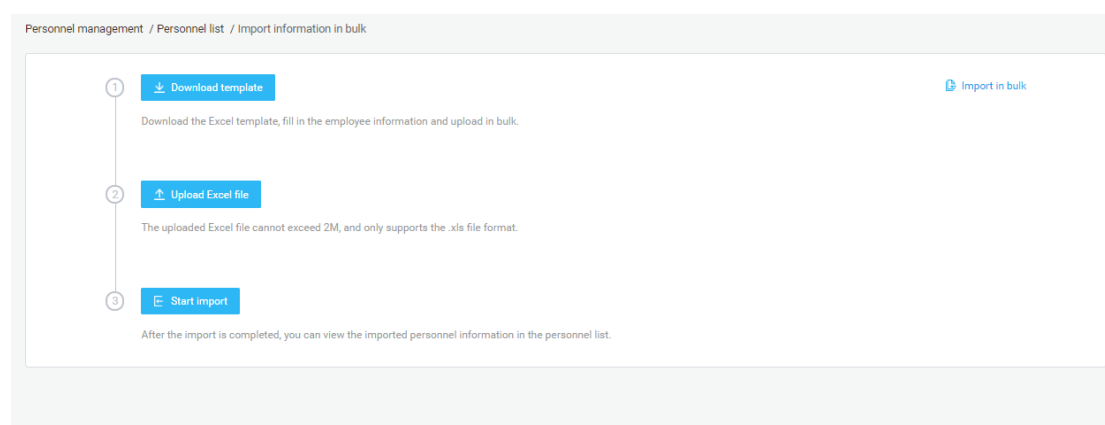 Personnel management / Personnel list / Import information in bulk
1 Download template
Import in bulk
Download the Excel template, fill in the employee information and upload in bulk.
2 Upload Excel file
The uploaded Excel file cannot exceed 2M, and only supports the .xls file format.
3 Start import
After the import is completed, you can view the imported personnel information in the personnel list.